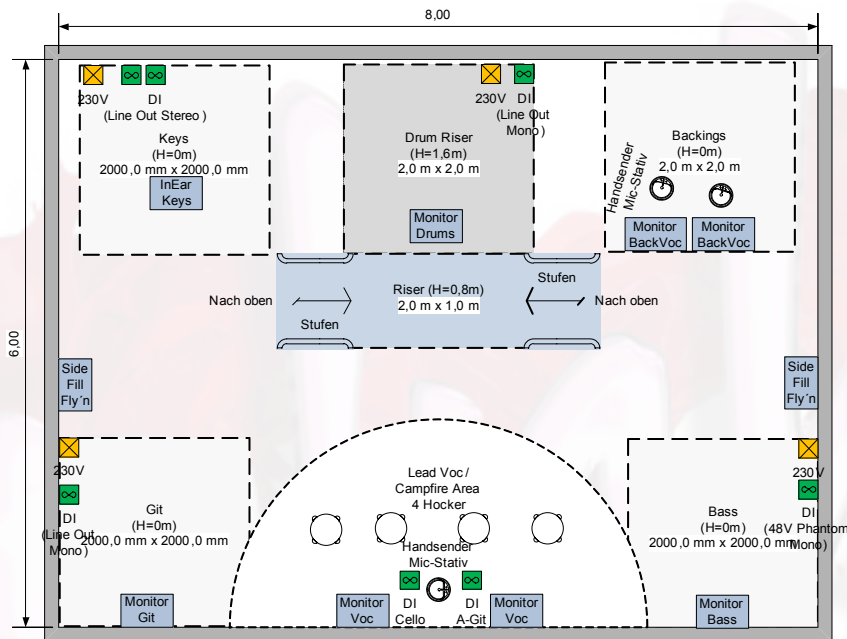 8,00
6,00
230V
DI
(Line Out Stereo )
Keys
(H=0m)
2000,0 mm x 2000,0 mm
InEar
Keys
230V
DI
(Line Out
Mono )
Drum Riser
(H=1,6m)
2,0 m x 2,0 m
Monitor
Drums
Backings
(H=0m)
2,0 m x 2,0 m
Handsender
Mic-Stativ
Monitor
BackVoc
Monitor
BackVoc
Nach oben
Stufen
Riser (H=0,8m)
2,0 m x 1,0 m
Stufen
Nach oben
Side
Fill
Fly´n
Side
Fill
Fly´n
230V
DI
(Line Out
Mono )
Git
(H=0m)
2000,0 mm x 2000,0 mm
Monitor
Git
Lead Voc /
Campfire Area
4 Hocker
Handsender
Mic-Stativ
DI
Cello
DI
A-Git
Monitor
Voc
Monitor
Voc
230V
DI
(48V Phantom
Mono )
Bass
(H=0m)
2000,0 mm x 2000,0 mm
Monitor
Bass